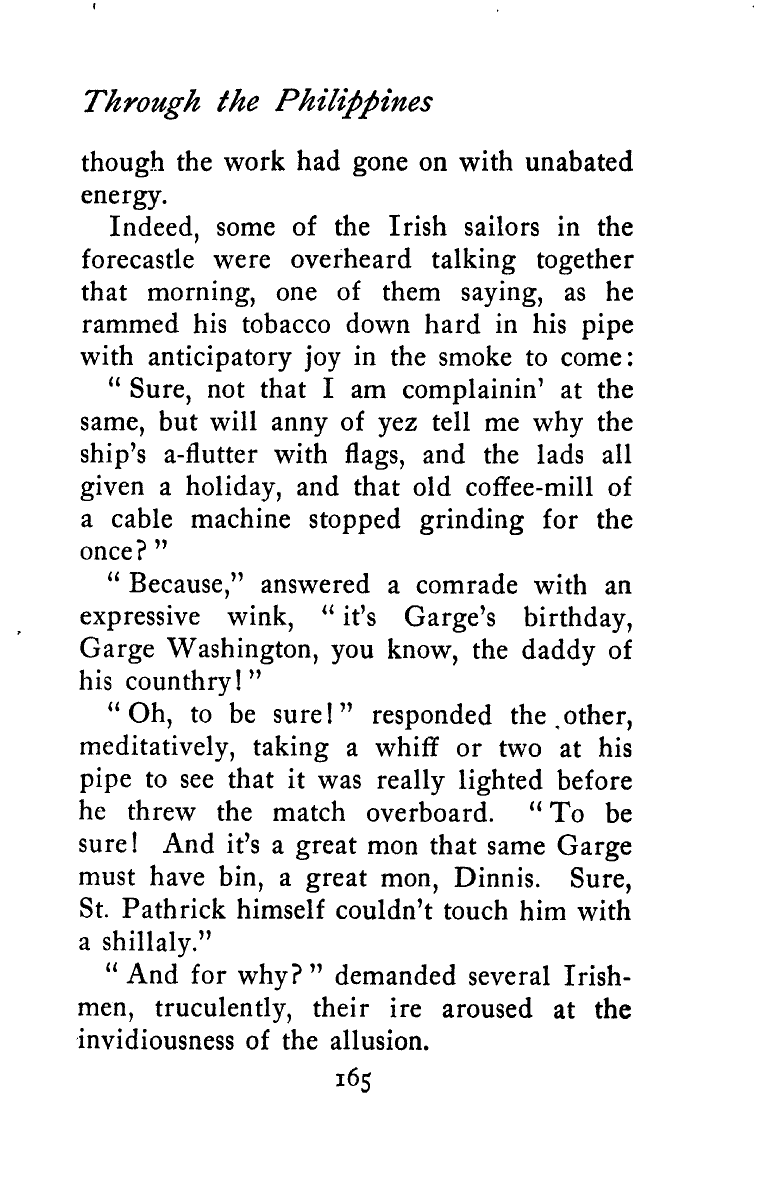 Through the Philippines
though the work had gone on with unabated
energy.
Indeed, some of the Irish sailors in the
forecastle were overheard talking together
that morning, one of them saying, as he
rammed his tobacco down hard in his pipe
with anticipatory joy in the smoke to come:
“ Sure, not that I am complainin’ at the
same, but will anny of yez tell me why the
ship’s a-flutter with flags, and the lads all
given a holiday, and that old coffee-mill of
a cable machine stopped grinding for the
once? ”
“ Because,” answered a comrade with an
expressive wink, “ it’s Garge’s birthday,
Garge Washington, you know, the daddy of
his counthry! ”
“ Oh, to be sure! ” responded the other,
meditatively, taking a whiff or two at his
pipe to see that it was really lighted before
he threw the match overboard. “ To be
sure! And it’s a great mon that same Garge
must have bin, a great mon, Dinnis. Sure,
St. Pathrick himself couldn’t touch him with
a shillaly.”
“ And for why? ” demanded several Irish-
men, truculently, their ire aroused at the
invidiousness of the allusion.
165